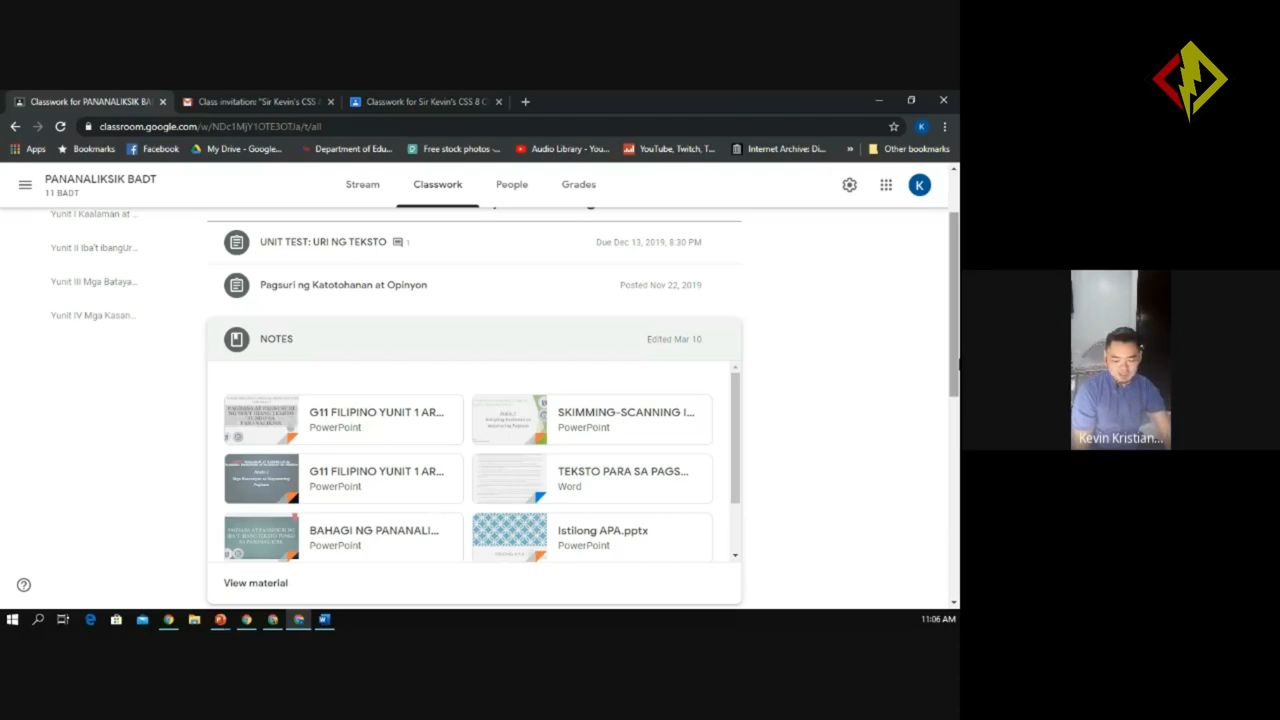 Classwork for PANANALIKSIK BA
Class invitation: "Sir Kevin's CSS 8
Classwork for Sir Kevin's CSS 8 C
classroom.google.com/w/NDc1MjY1OTE3OTJa/t/all
Apps
Bookmarks
Facebook
My Drive - Google...
Department of Edu...
Free stock photos -...
Audio Library - You...
YouTube, Twitch, T...
Internet Archive: Di...
Other bookmarks
PANANALIKSIK BADT
11 BADT
Stream
Classwork
People
Grades
K
Yunit I Kaalaman at ...
Yunit II Iba't ibangUr...
Yunit III Mga Bataya...
Yunit IV Mga Kasan...
UNIT TEST: URI NG TEKSTO
1
Due Dec 13, 2019, 8:30 PM
Pagsuri ng Katotohanan at Opinyon
Posted Nov 22, 2019
NOTES
Edited Mar 10
G11 FILIPINO YUNIT 1 AR...
PowerPoint
SKIMMING-SCANNING I...
PowerPoint
G11 FILIPINO YUNIT 1 AR...
PowerPoint
TEKSTO PARA SA PAGS...
Word
BAHAGI NG PANANALI...
PowerPoint
Istilong APA.pptx
PowerPoint
View material
11:06 AM
Kevin Kristian...